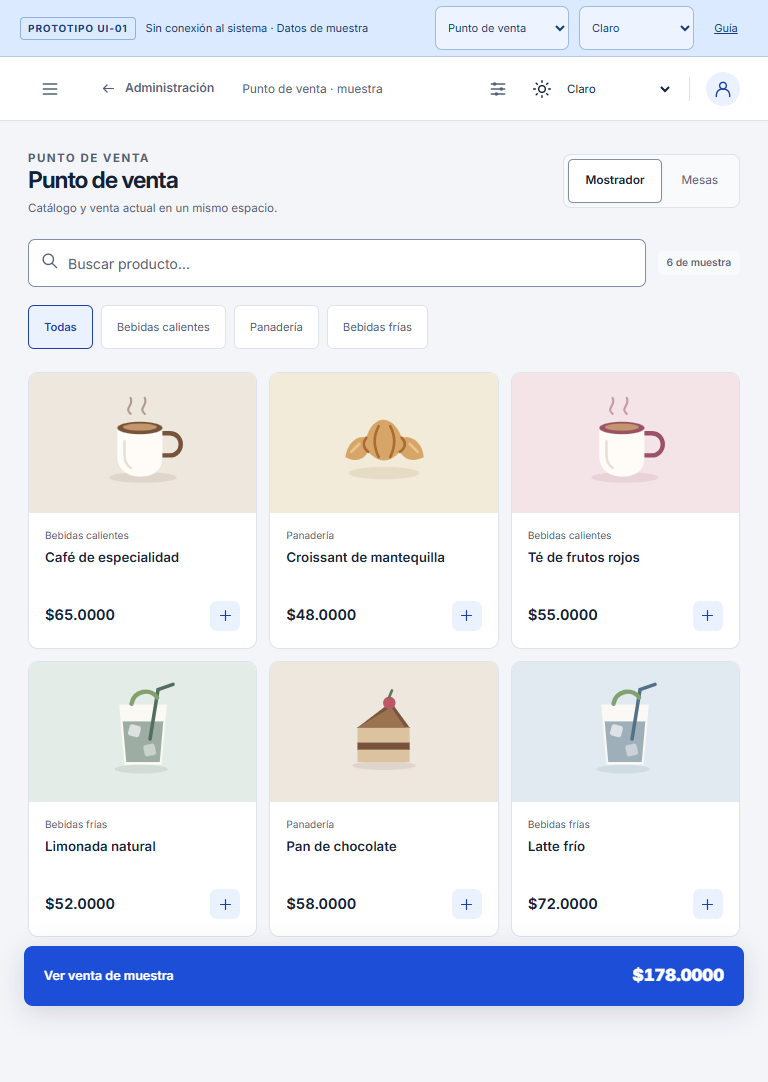 PROTOTIPO UI-01 Sin conexión al sistema · Datos de muestra Punto de venta Claro Guía
Administración Punto de venta · muestra Claro
PUNTO DE VENTA
Punto de venta
Catálogo y venta actual en un mismo espacio.
Mostrador Mesas
Buscar producto...
6 de muestra
Todas Bebidas calientes Panadería Bebidas frías
Bebidas calientes
Café de especialidad
$65.0000
Panadería
Croissant de mantequilla
$48.0000
Bebidas calientes
Té de frutos rojos
$55.0000
Bebidas frías
Limonada natural
$52.0000
Panadería
Pan de chocolate
$58.0000
Bebidas frías
Latte frío
$72.0000
Ver venta de muestra $178.0000